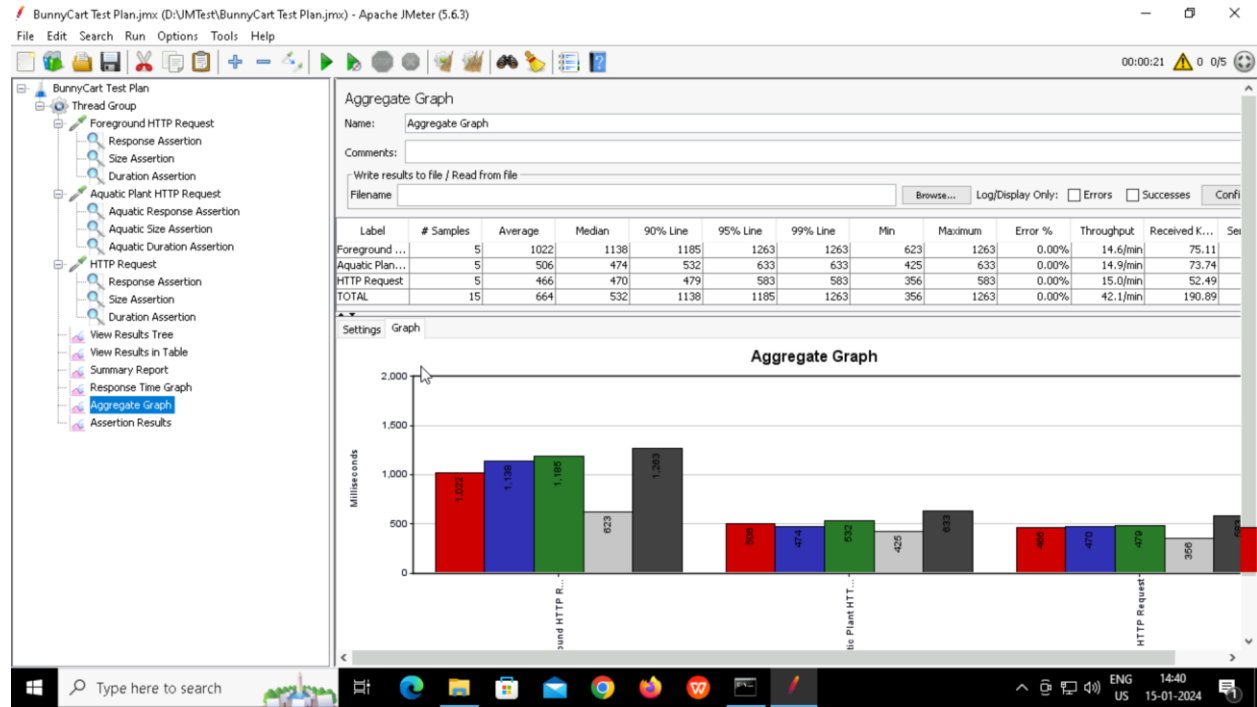 BunnyCart Test Plan.jmx (D:\JMTest\BunnyCart Test Plan.jmx) - Apache JMeter (5.6.3)
File Edit Search Run Options Tools Help
00:00:21 0 0/5
BunnyCart Test Plan
Thread Group
Foreground HTTP Request
Response Assertion
Size Assertion
Duration Assertion
Aquatic Plant HTTP Request
Aquatic Response Assertion
Aquatic Size Assertion
Aquatic Duration Assertion
HTTP Request
Response Assertion
Size Assertion
Duration Assertion
View Results Tree
View Results in Table
Summary Report
Response Time Graph
Aggregate Graph
Assertion Results
Aggregate Graph
Name: Aggregate Graph
Comments:
Write results to file / Read from file
Filename Browse... Log/Display Only: Errors Successes Confi
Label # Samples Average Median 90% Line 95% Line 99% Line Min Maximum Error % Throughput Received K... Sei
Foreground ... 5 1022 1138 1185 1263 1263 623 1263 0.00% 14.6/min 75.11
Aquatic Plan... 5 506 474 532 633 633 425 633 0.00% 14.9/min 73.74
HTTP Request 5 466 470 479 583 583 356 583 0.00% 15.0/min 52.49
TOTAL 15 664 532 1138 1185 1263 356 1263 0.00% 42.1/min 190.89
Settings Graph
Aggregate Graph
Milliseconds
2,000
1,500
1,000
500
0
1,022 1,138 1,185 623 1,263
506 474 532 425 633
466 470 479 356 583
ound HTTP R...
tic Plant HTT...
HTTP Request
Type here to search
ENG
US
14:40
15-01-2024
1